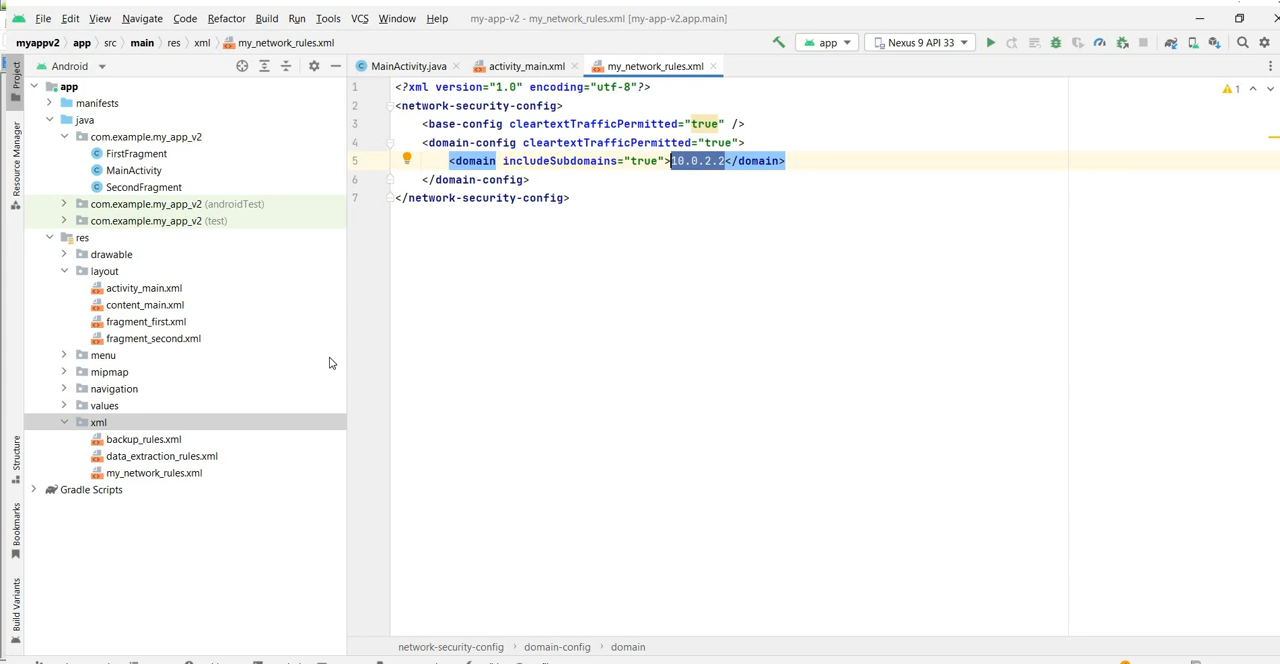 File Edit View Navigate Code Refactor Build Run Tools VCS Window Help my-app-v2 - my_network_rules.xml [my-app-v2.app.main]
myappv2 app src main res xml my_network_rules.xml app Nexus 9 API 33
Android MainActivity.java activity_main.xml my_network_rules.xml
Project
Resource Manager
Structure
Bookmarks
Build Variants
app
manifests
java
com.example.my_app_v2
FirstFragment
MainActivity
SecondFragment
com.example.my_app_v2 (androidTest)
com.example.my_app_v2 (test)
res
drawable
layout
activity_main.xml
content_main.xml
fragment_first.xml
fragment_second.xml
menu
mipmap
navigation
values
xml
backup_rules.xml
data_extraction_rules.xml
my_network_rules.xml
Gradle Scripts
1 <?xml version="1.0" encoding="utf-8"?>
2 <network-security-config>
3 <base-config cleartextTrafficPermitted="true" />
4 <domain-config cleartextTrafficPermitted="true">
5 <domain includeSubdomains="true">10.0.2.2</domain>
6 </domain-config>
7 </network-security-config>
1
network-security-config domain-config domain